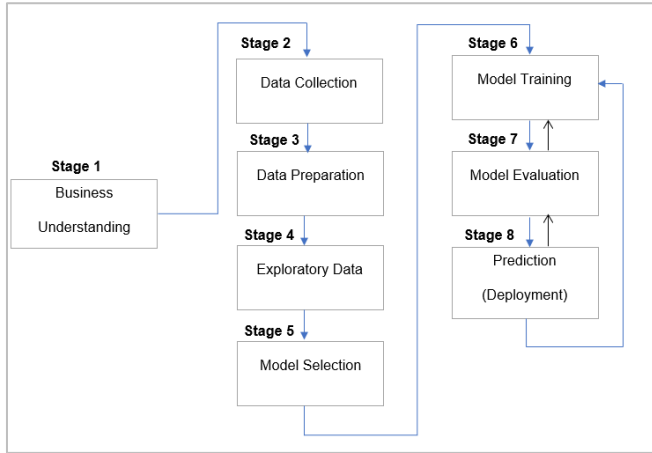 Stage 1
Business
Understanding
Stage 2
Data Collection
Stage 3
Data Preparation
Stage 4
Exploratory Data
Stage 5
Model Selection
Stage 6
Model Training
Stage 7
Model Evaluation
Stage 8
Prediction
(Deployment)